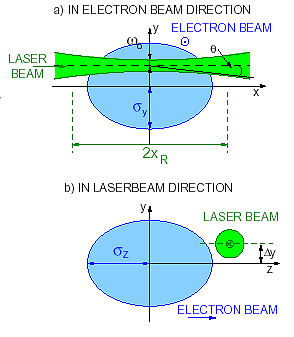 a) IN ELECTRON BEAM DIRECTION
y
ELECTRON BEAM
ω₀
LASER
BEAM
θ
x
σy
2xR
b) IN LASERBEAM DIRECTION
y
LASER BEAM
σz
Δy
z
ELECTRON BEAM